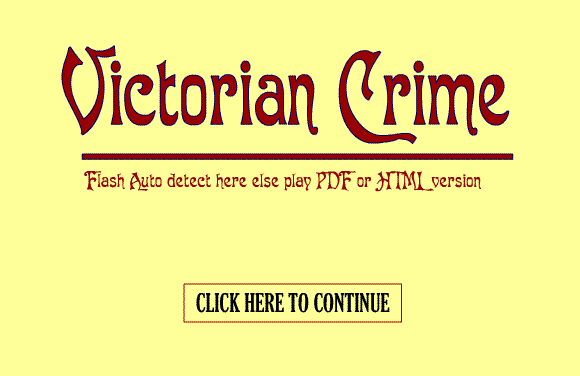 Victorian Crime
Flash Auto detect here else play PDF or HTML version
CLICK HERE TO CONTINUE